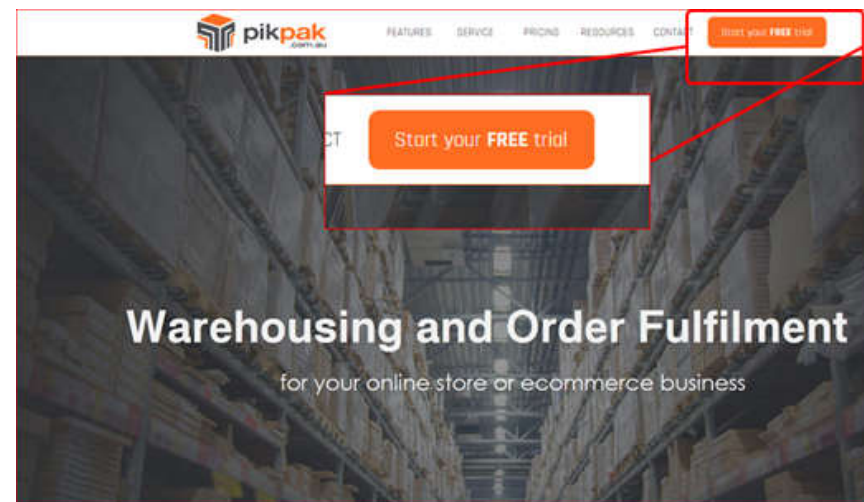 pikpak
.com.au
FEATURES SERVICE PRICING RESOURCES CONTACT Start your FREE trial
CT Start your FREE trial
Warehousing and Order Fulfilment
for your online store or ecommerce business